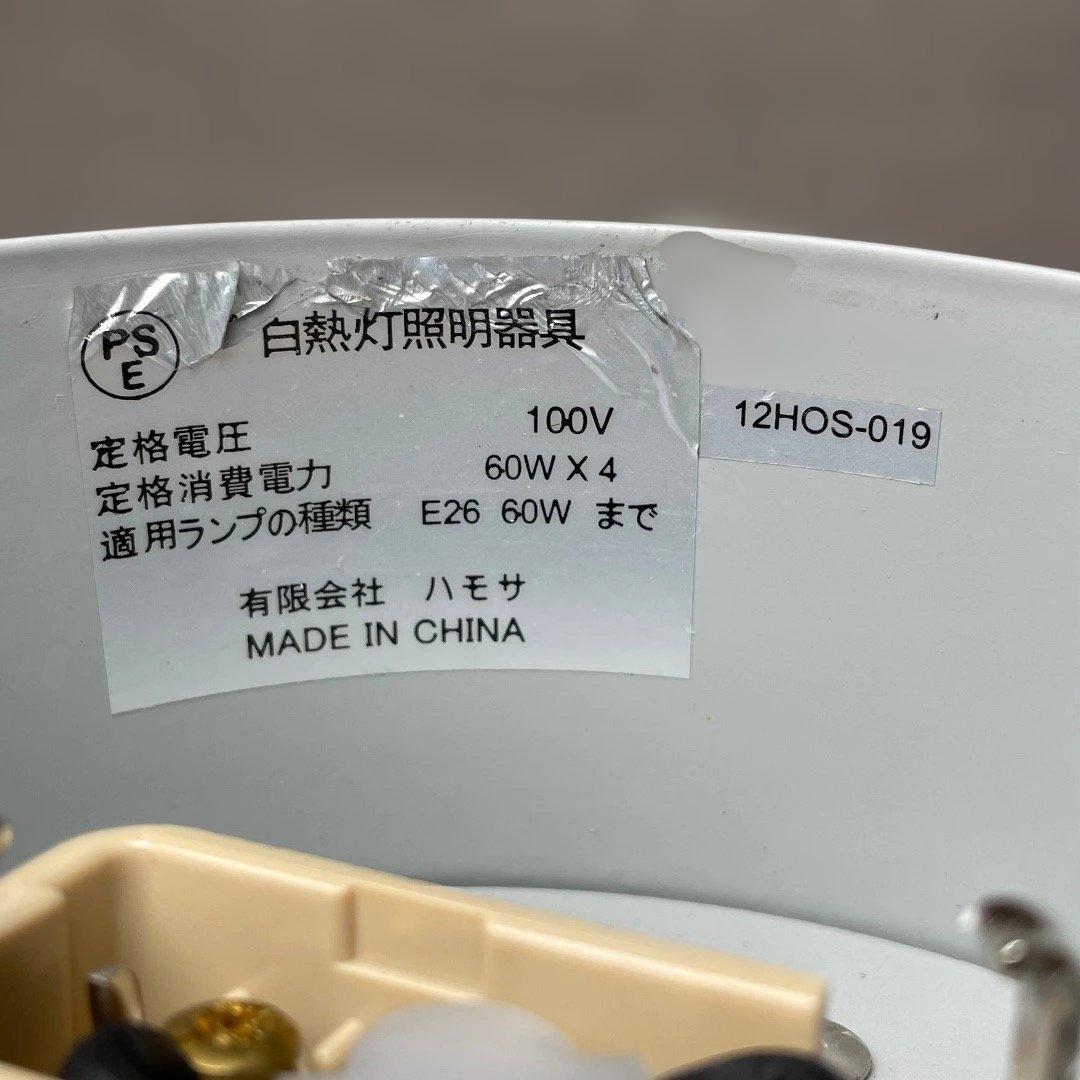 PS
E
白熱灯照明器具
定格電圧 100V
定格消費電力 60W X 4
適用ランプの種類 E26 60W まで
有限会社 ハモサ
MADE IN CHINA
12HOS-019